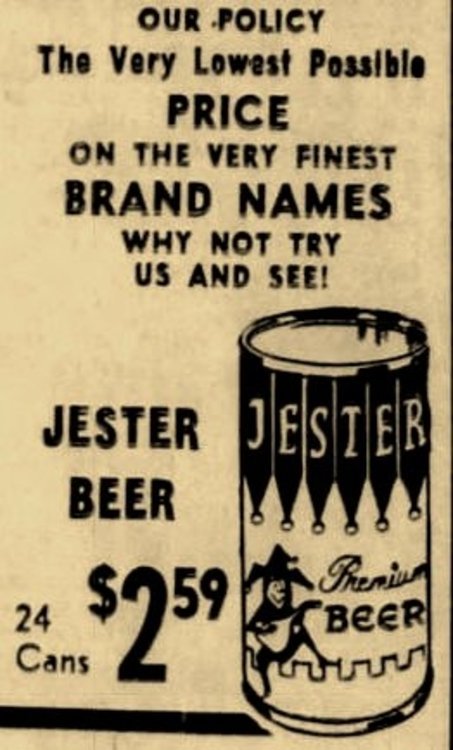 OUR POLICY
The Very Lowest Possible
PRICE
ON THE VERY FINEST
BRAND NAMES
WHY NOT TRY
US AND SEE!
JESTER
BEER
24
Cans
$2 59
JESTER
Premium
BEER